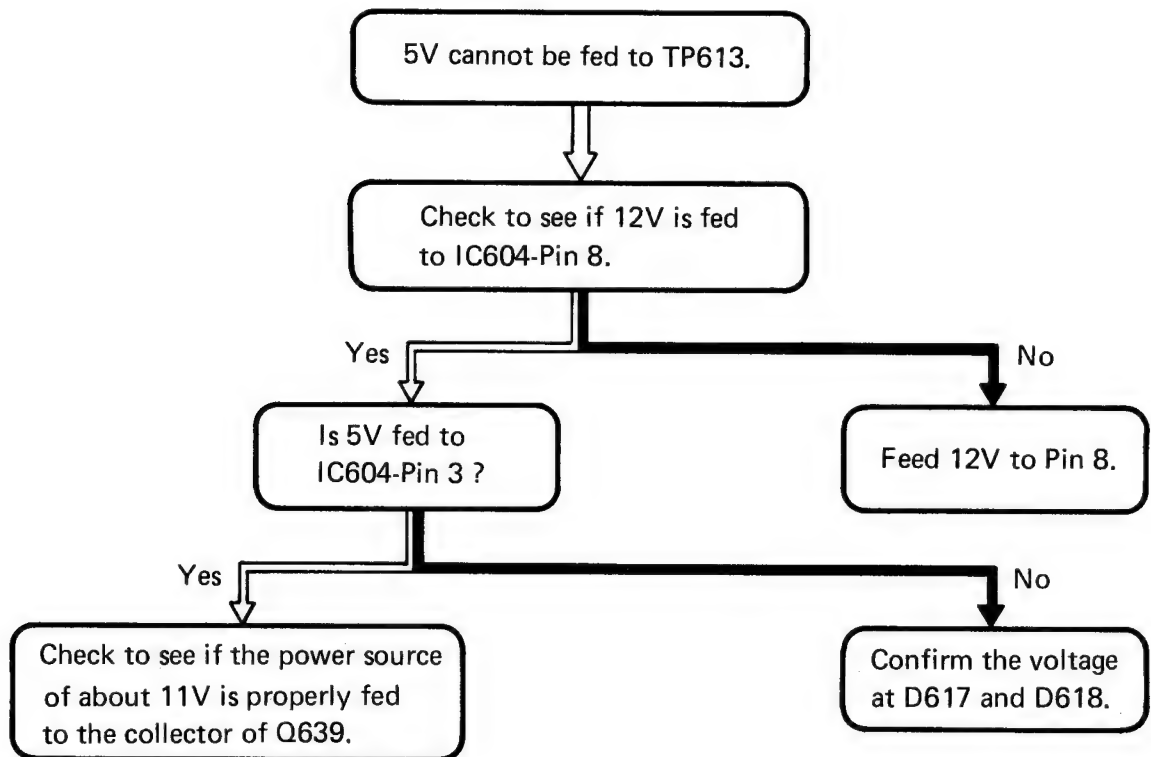 5V cannot be fed to TP613.
Check to see if 12V is fed
to IC604-Pin 8.
Yes
No
Is 5V fed to
IC604-Pin 3 ?
Feed 12V to Pin 8.
Yes
No
Check to see if the power source
of about 11V is properly fed
to the collector of Q639.
Confirm the voltage
at D617 and D618.